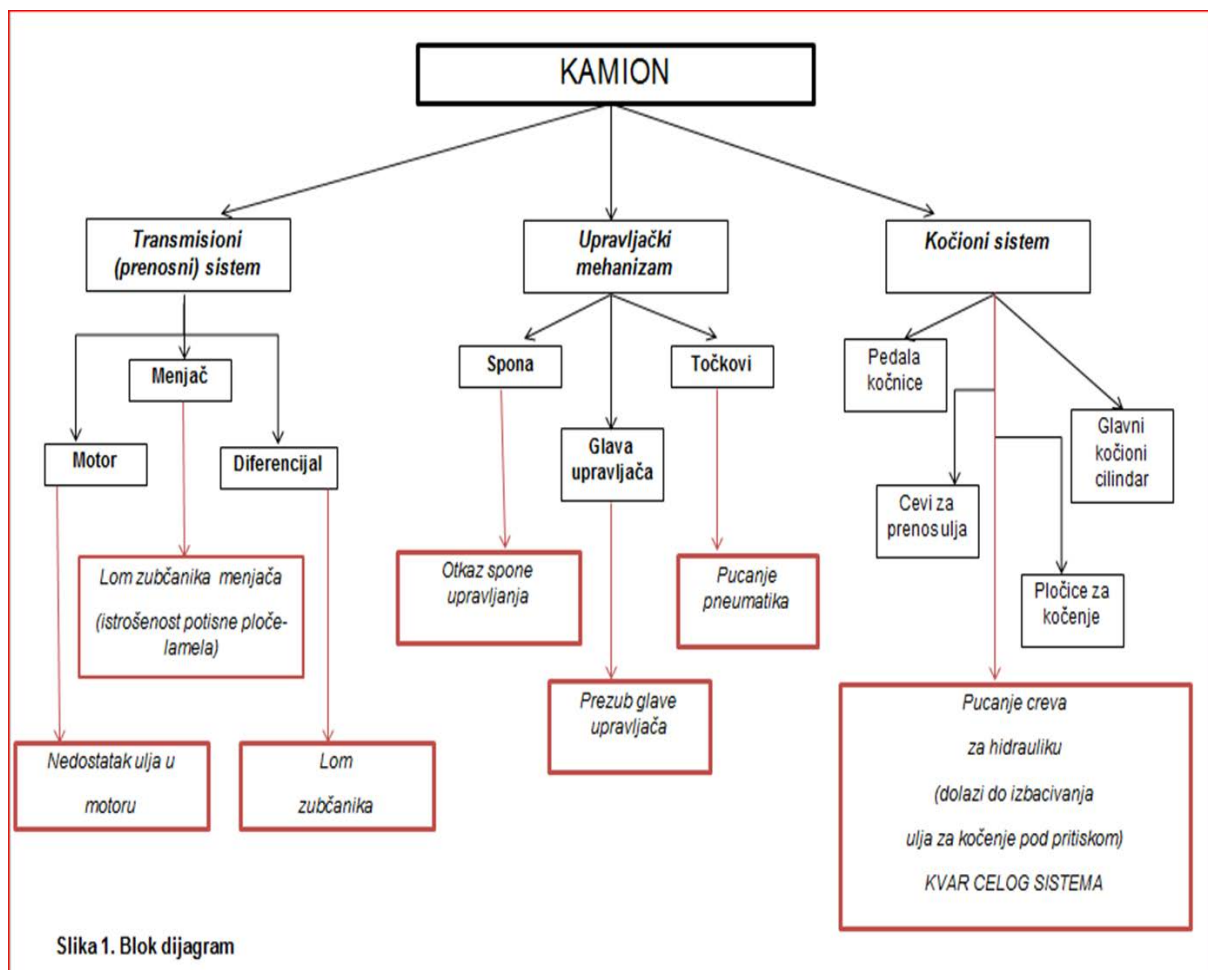 KAMION
Transmisioni
(prenosni) sistem
Upravljački
mehanizam
Kočioni sistem
Menjač
Motor
Diferencijal
Spona
Točkovi
Glava
upravljača
Pedala
kočnice
Glavni
kočioni
cilindar
Cevi za
prenosulja
Pločice za
kočenje
Lom zubčanika menjača
(istrošenost potisne ploče-
lamela)
Nedostatak ulja u
motoru
Lom
zubčanika
Otkaz spone
upravljanja
Pucanje
pneumatika
Prezub glave
upravljača
Pucanje creva
za hidrauliku
(dolazi do izbacivanja
ulja za kočenje pod pritiskom)
KVAR CELOG SISTEMA
Slika 1. Blok dijagram